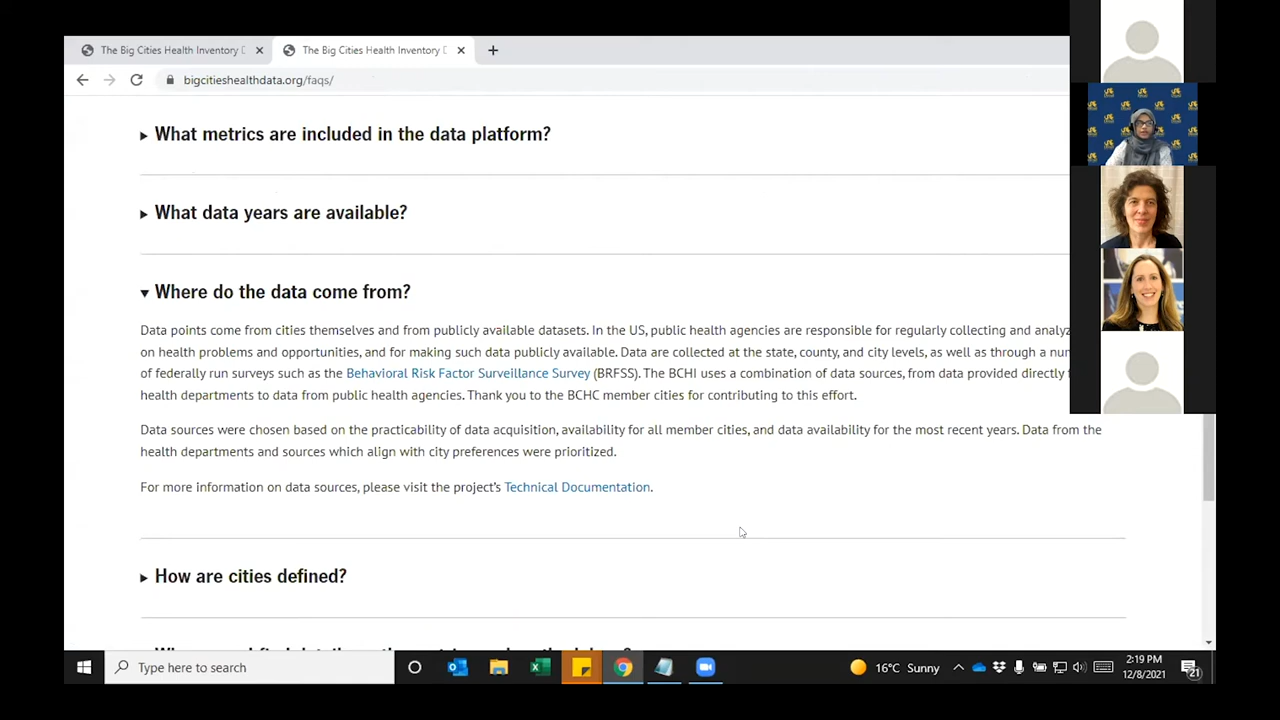 The Big Cities Health Inventory D
The Big Cities Health Inventory D
bigcitieshealthdata.org/faqs/
What metrics are included in the data platform?
What data years are available?
Where do the data come from?
Data points come from cities themselves and from publicly available datasets. In the US, public health agencies are responsible for regularly collecting and analyz
on health problems and opportunities, and for making such data publicly available. Data are collected at the state, county, and city levels, as well as through a nu
of federally run surveys such as the Behavioral Risk Factor Surveillance Survey (BRFSS). The BCHI uses a combination of data sources, from data provided directly
health departments to data from public health agencies. Thank you to the BCHC member cities for contributing to this effort.
Data sources were chosen based on the practicability of data acquisition, availability for all member cities, and data availability for the most recent years. Data from the
health departments and sources which align with city preferences were prioritized.
For more information on data sources, please visit the project's Technical Documentation.
How are cities defined?
Type here to search
16°C Sunny
2:19 PM
12/8/2021
21